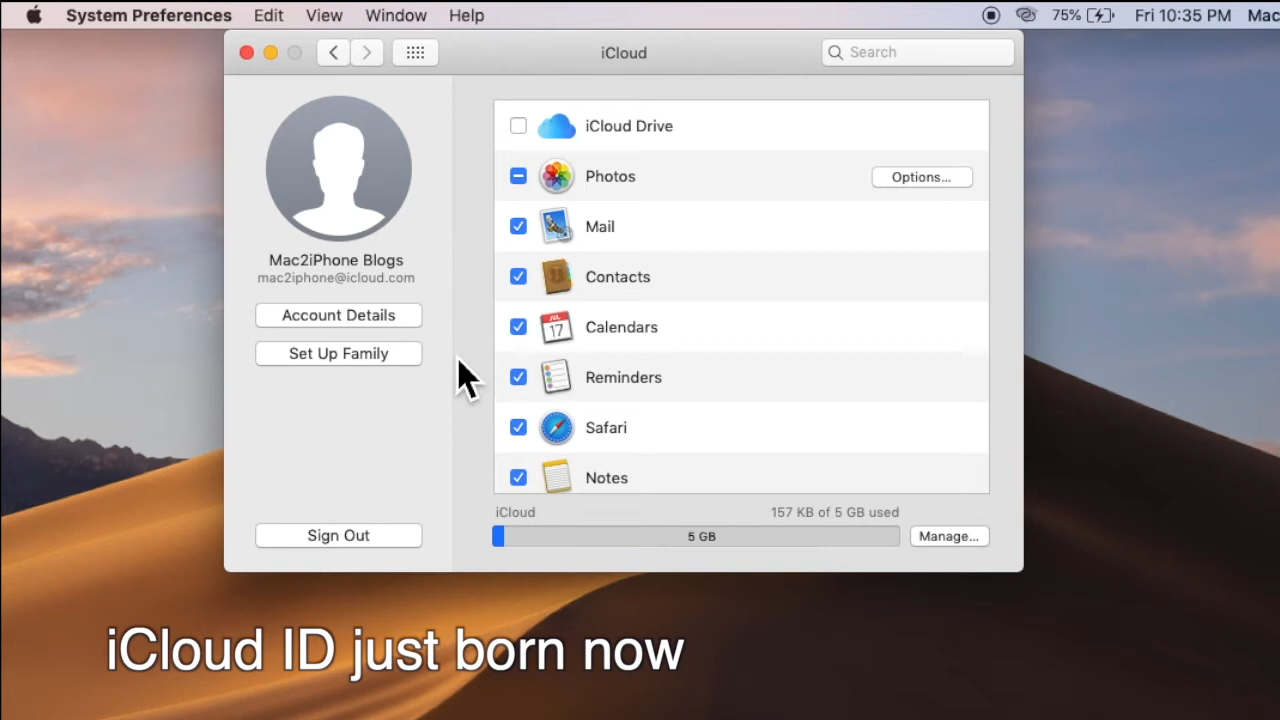 System Preferences Edit View Window Help 75% Fri 10:35 PM Mac
iCloud
Search
Mac2iPhone Blogs
mac2iphone@icloud.com
Account Details
Set Up Family
Sign Out
iCloud Drive
Photos
Options...
Mail
Contacts
JUL
17
Calendars
Reminders
Safari
Notes
iCloud
157 KB of 5 GB used
5 GB
Manage...
iCloud ID just born now